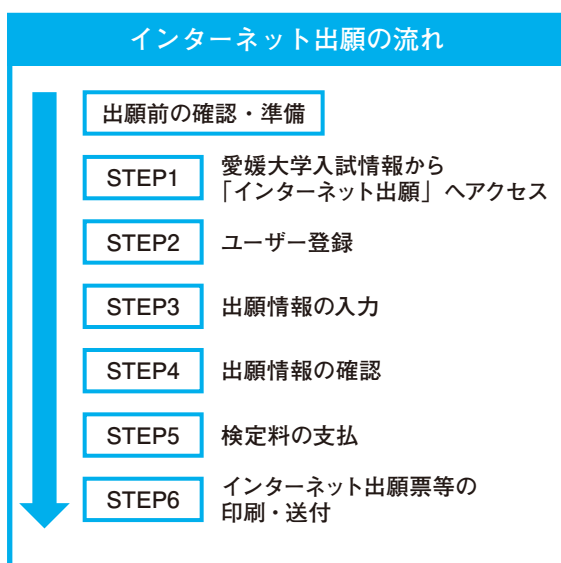 インターネット出願の流れ
出願前の確認・準備
STEP1
愛媛大学入試情報から
「インターネット出願」へアクセス
STEP2
ユーザー登録
STEP3
出願情報の入力
STEP4
出願情報の確認
STEP5
検定料の支払
STEP6
インターネット出願票等の
印刷・送付